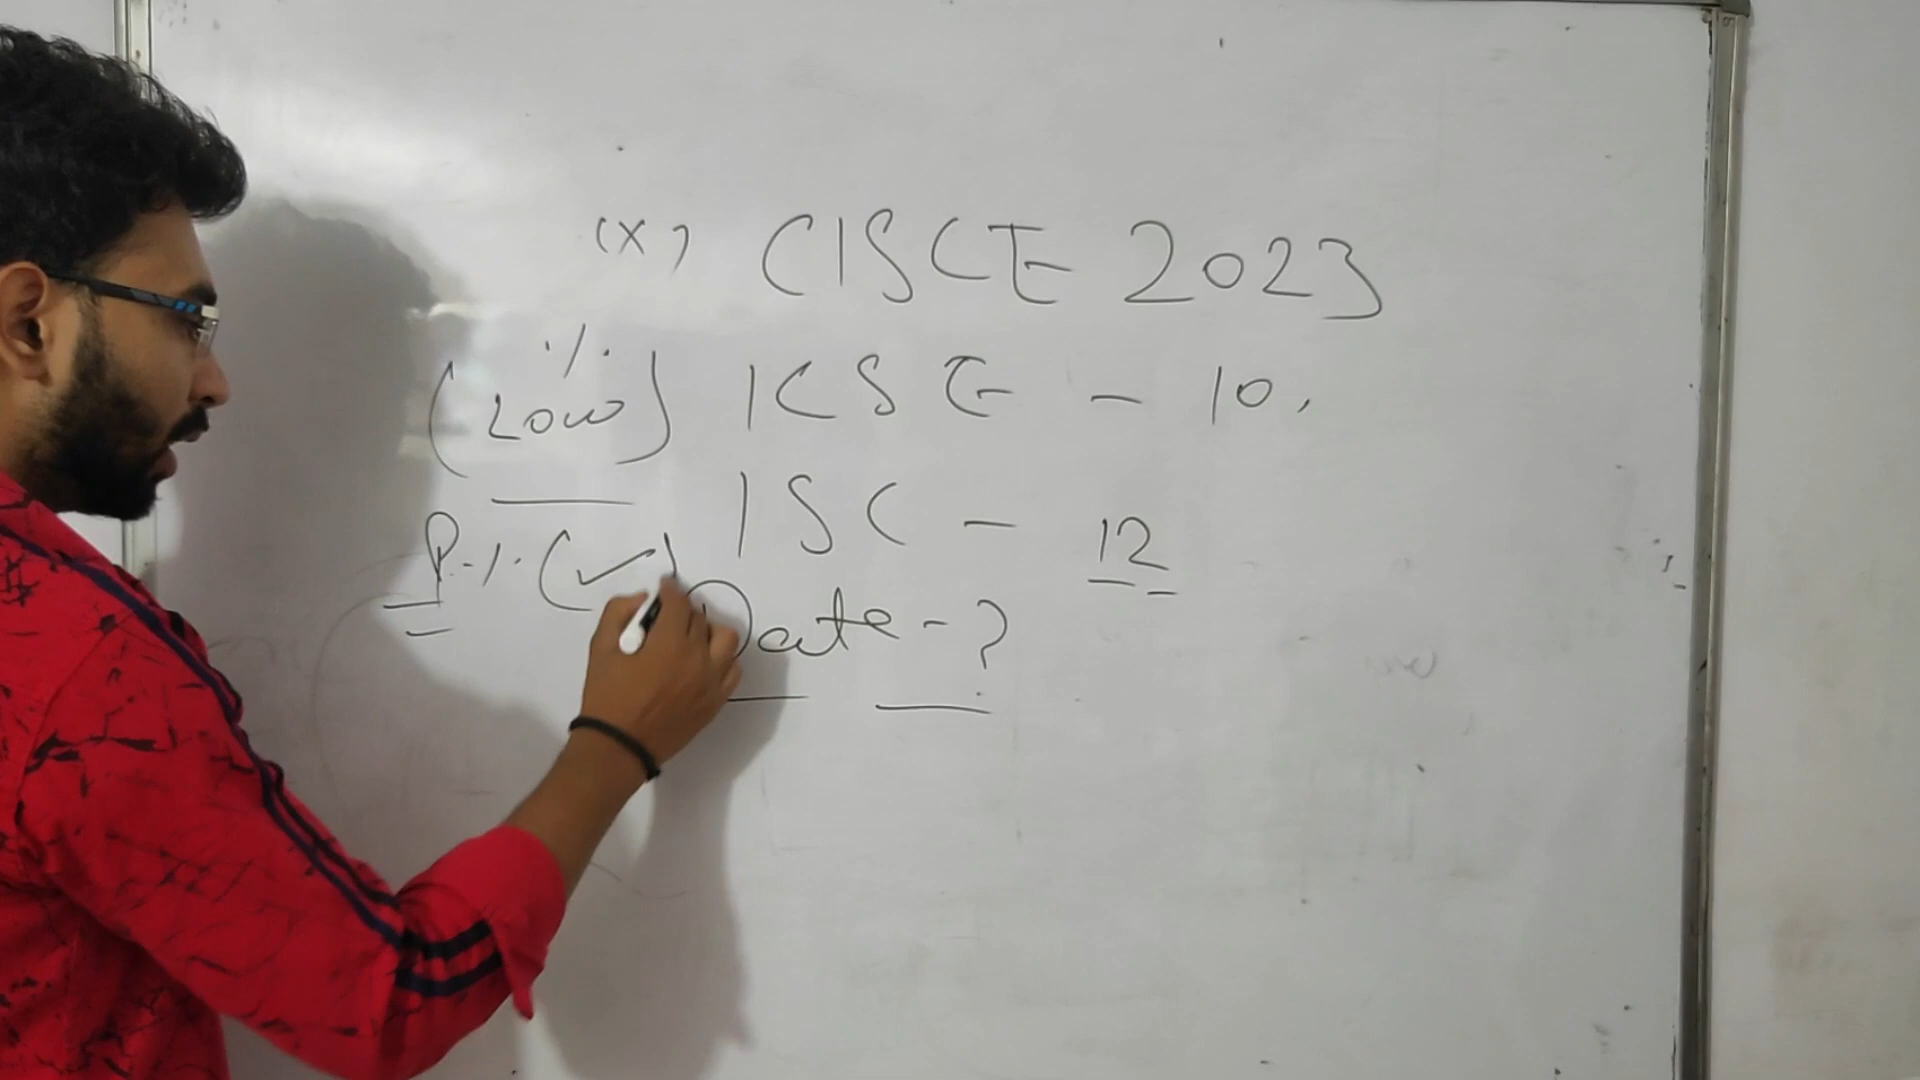 (X) CISCE 2023
%
(Low) ICSE - 10.
ISC - 12
P.%. (✓)
Date - ?